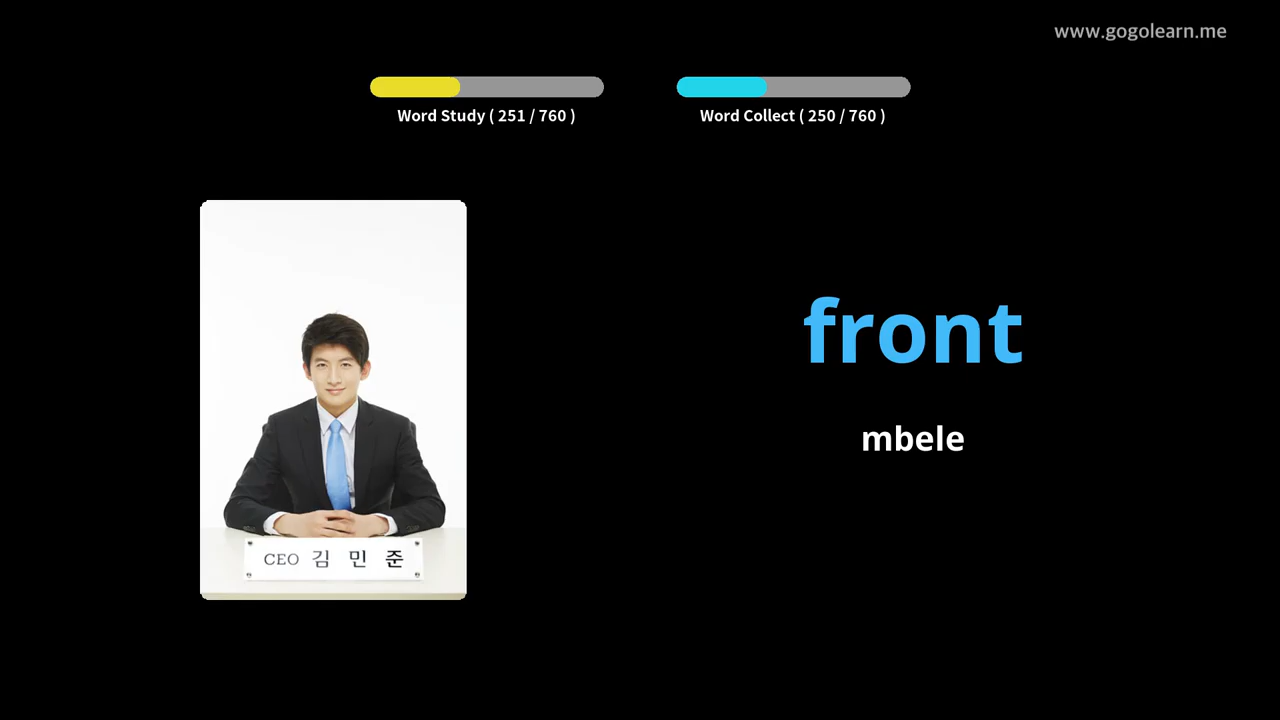 www.gogolearn.me
Word Study ( 251 / 760 )
Word Collect ( 250 / 760 )
front
mbele
CEO 김 민 준